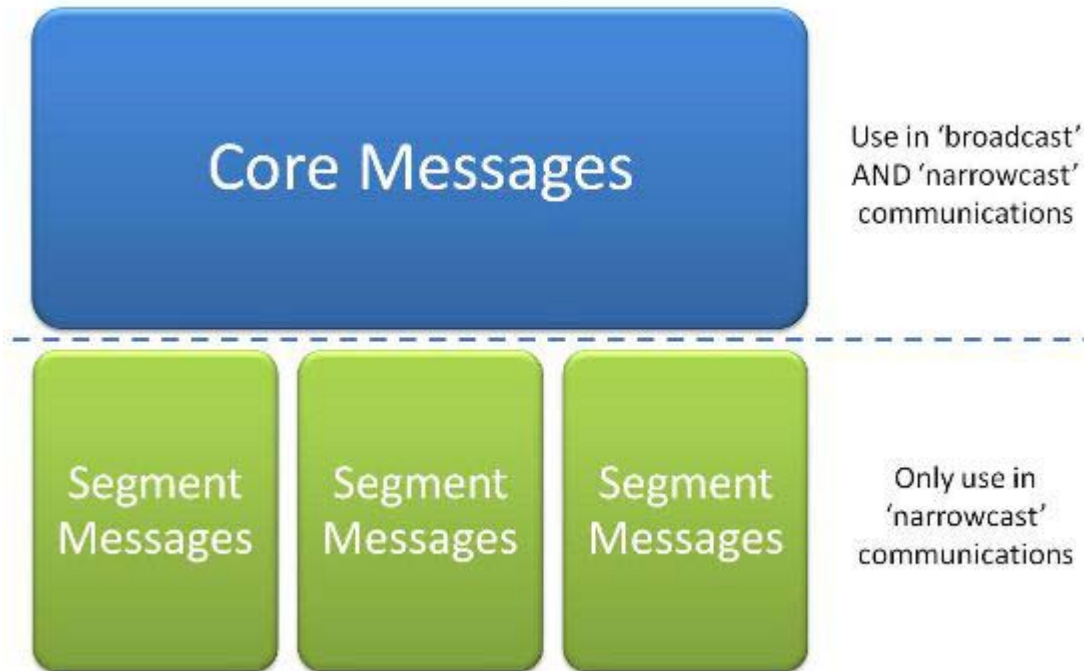 Core Messages
Use in ‘broadcast’
AND ‘narrowcast’
communications
Segment
Messages
Segment
Messages
Segment
Messages
Only use in
‘narrowcast’
communications